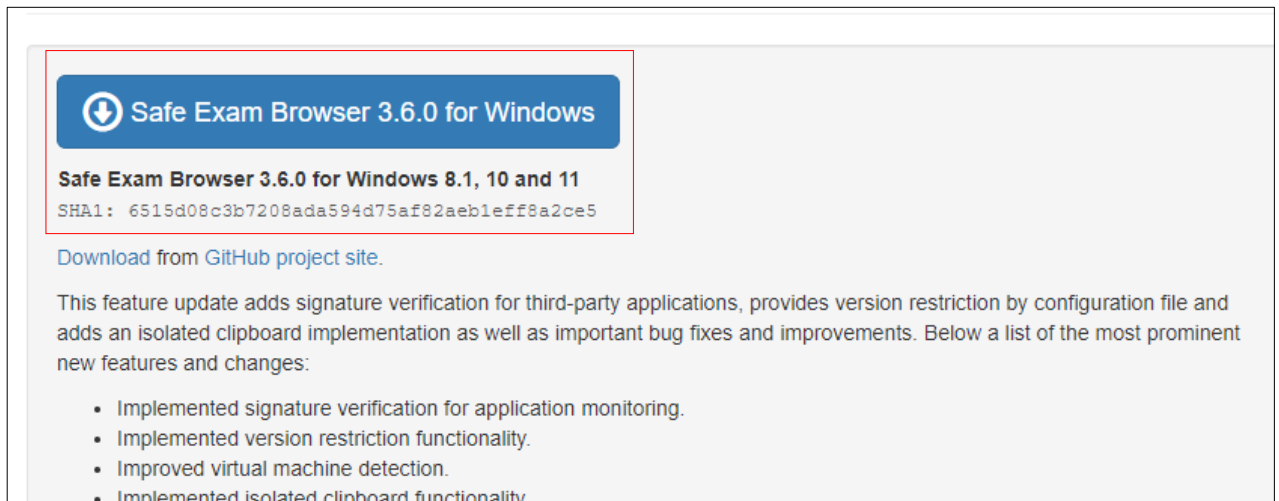 Safe Exam Browser 3.6.0 for Windows
Safe Exam Browser 3.6.0 for Windows 8.1, 10 and 11
SHA1: 6515d08c3b7208ada594d75af82aeb1eff8a2ce5
Download from GitHub project site.
This feature update adds signature verification for third-party applications, provides version restriction by configuration file and
adds an isolated clipboard implementation as well as important bug fixes and improvements. Below a list of the most prominent
new features and changes:
• Implemented signature verification for application monitoring.
• Implemented version restriction functionality.
• Improved virtual machine detection.
• Implemented isolated clipboard functionality.